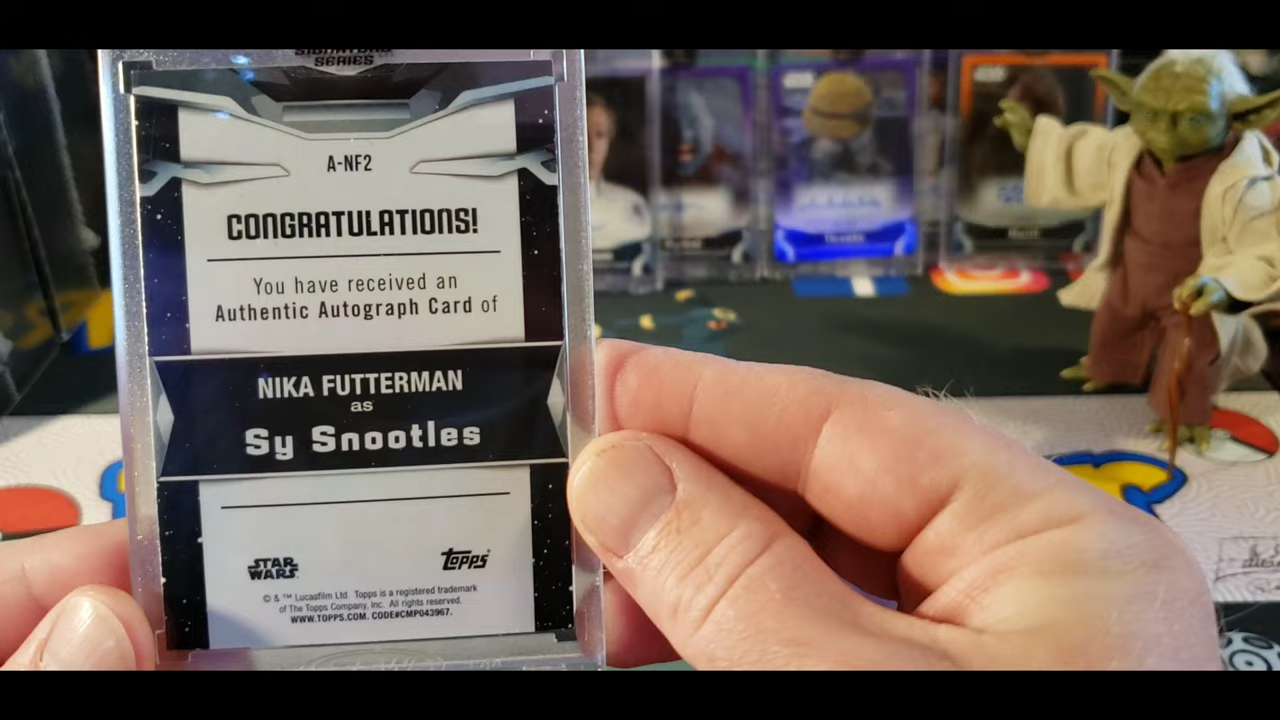 SIGNATURE
SERIES
A-NF2
CONGRATULATIONS!
You have received an
Authentic Autograph Card of
NIKA FUTTERMAN
as
Sy Snootles
STAR
WARS
topps
© & ™ Lucasfilm Ltd. Topps is a registered trademark
of The Topps Company, Inc. All rights reserved.
WWW.TOPPS.COM. CODE#CMP043967.